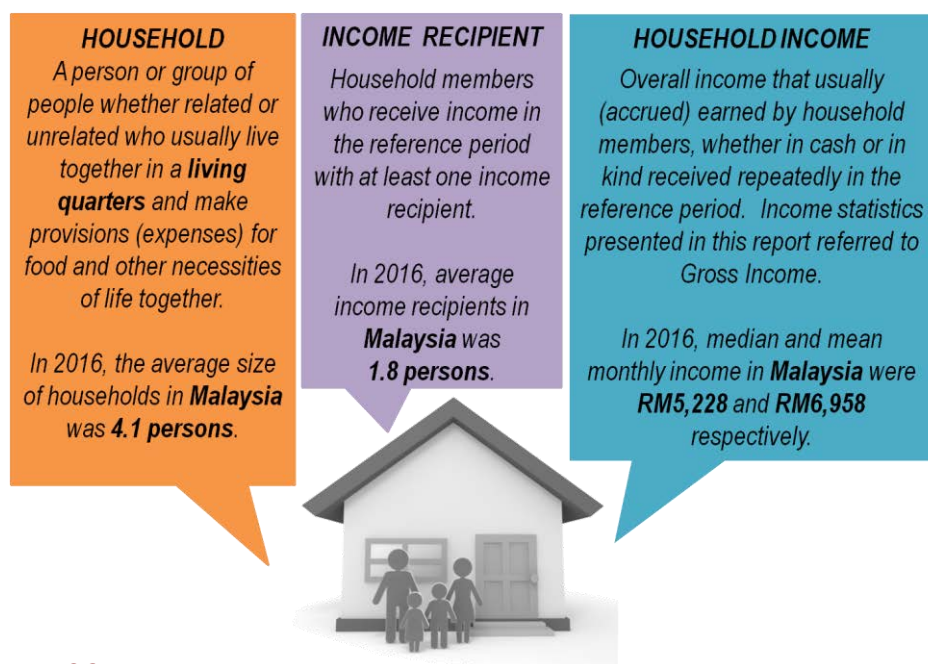 HOUSEHOLD
A person or group of
people whether related or
unrelated who usually live
together in a living
quarters and make
provisions (expenses) for
food and other necessities
of life together.
In 2016, the average size
of households in Malaysia
was 4.1 persons.
INCOME RECIPIENT
Household members
who receive income in
the reference period
with at least one income
recipient.
In 2016, average
income recipients in
Malaysia was
1.8 persons.
HOUSEHOLD INCOME
Overall income that usually
(accrued) earned by household
members, whether in cash or in
kind received repeatedly in the
reference period. Income statistics
presented in this report referred to
Gross Income.
In 2016, median and mean
monthly income in Malaysia were
RM5,228 and RM6,958
respectively.